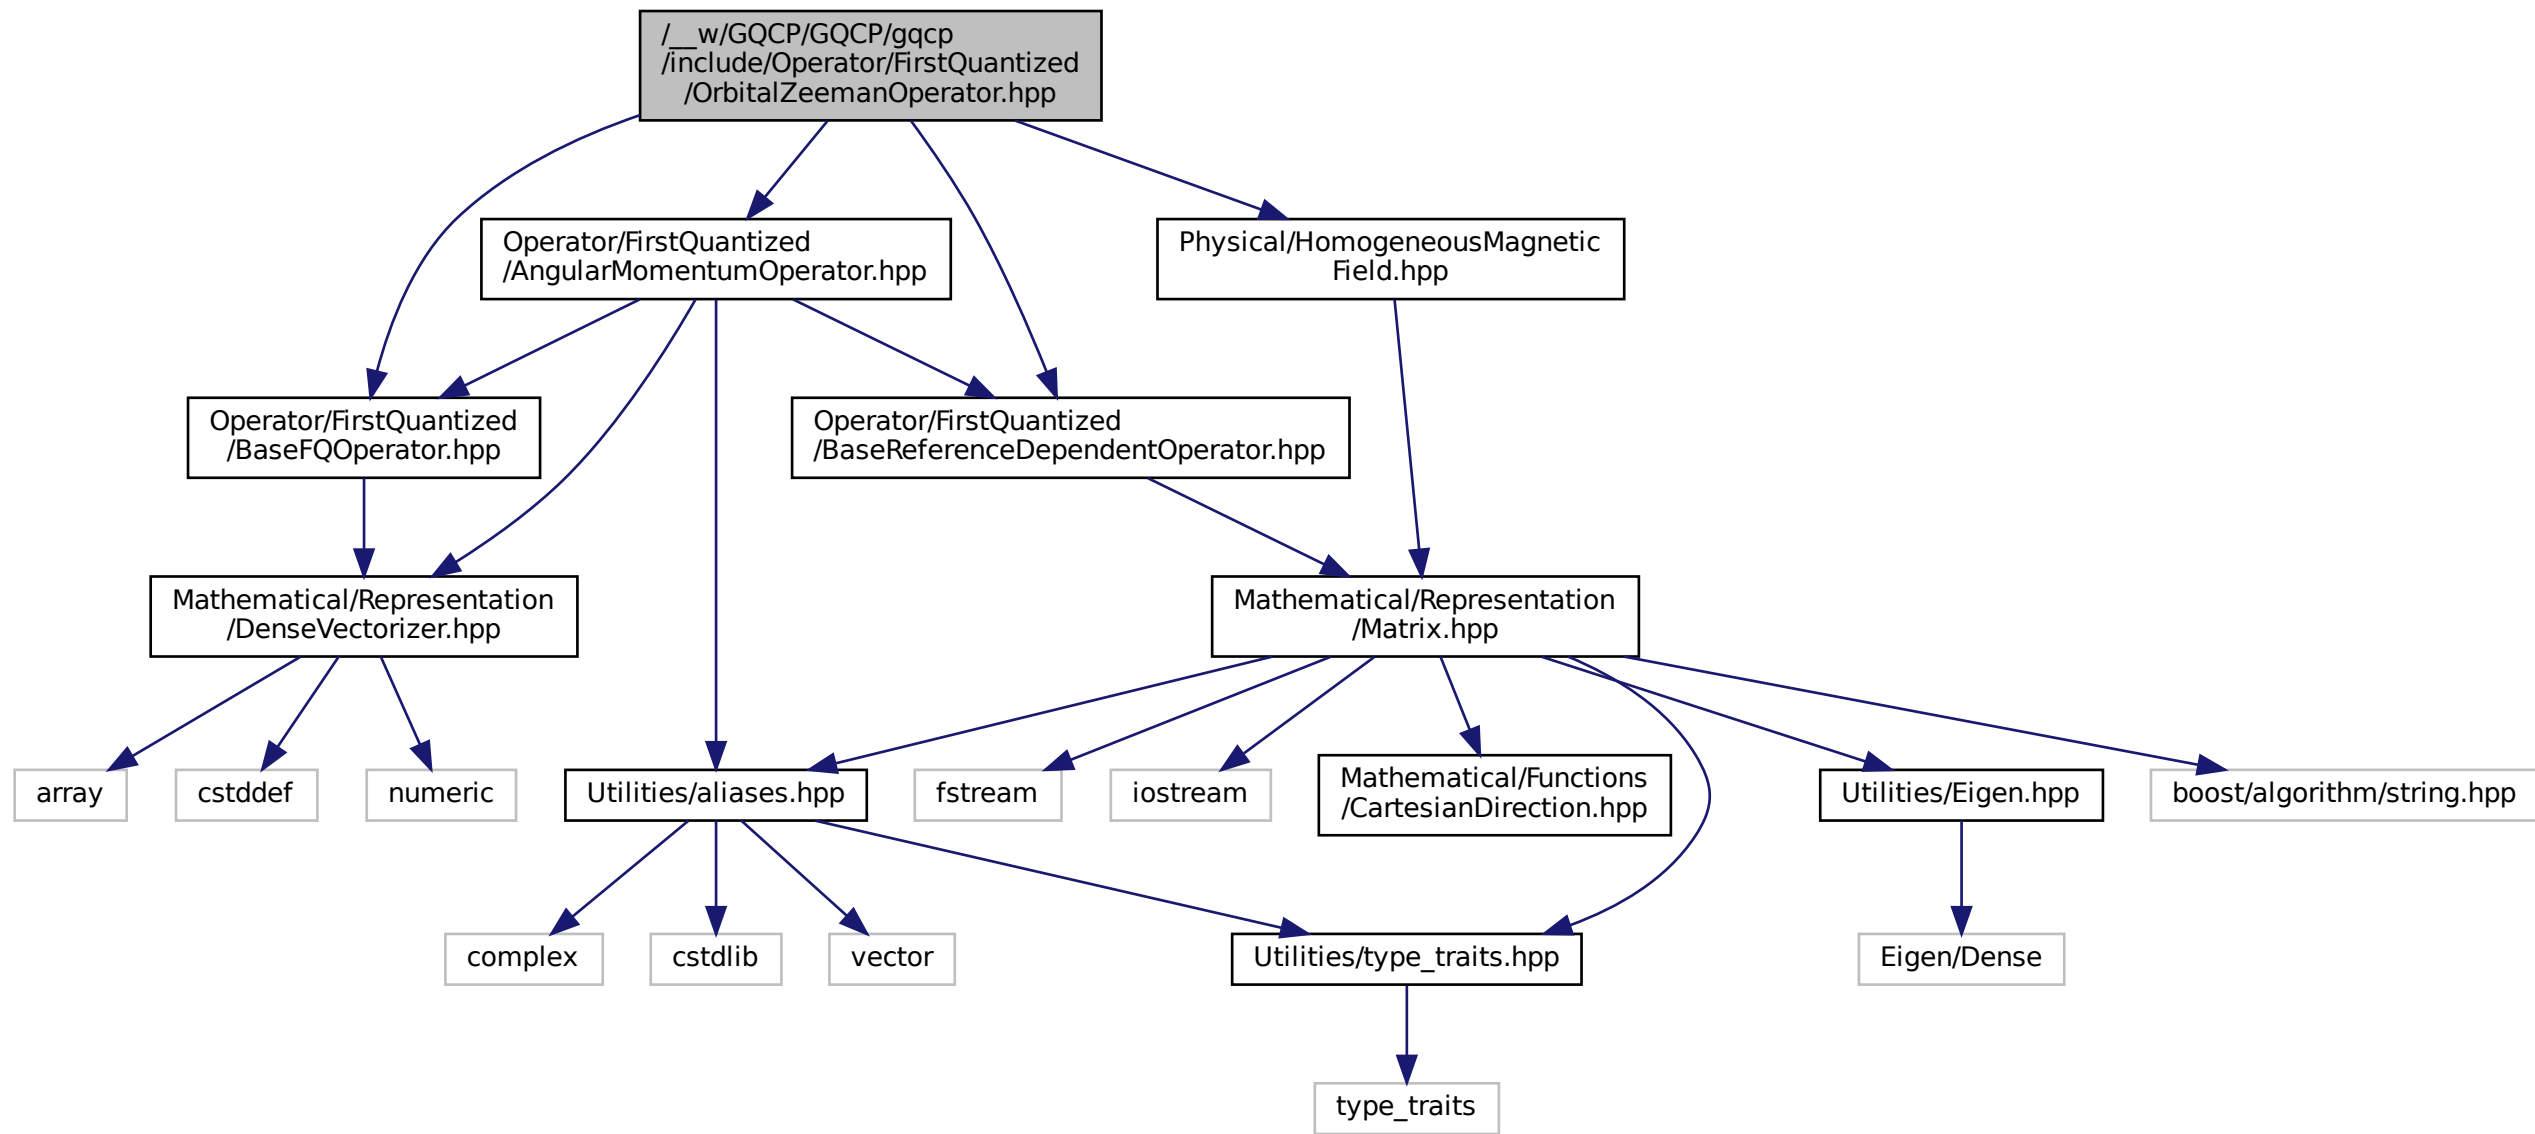 /__w/GQCP/GQCP/gqcp
/include/Operator/FirstQuantized
/OrbitalZeemanOperator.hpp
Operator/FirstQuantized
/AngularMomentumOperator.hpp
Physical/HomogeneousMagnetic
Field.hpp
Operator/FirstQuantized
/BaseFQOperator.hpp
Operator/FirstQuantized
/BaseReferenceDependentOperator.hpp
Mathematical/Representation
/DenseVectorizer.hpp
Mathematical/Representation
/Matrix.hpp
array
cstddef
numeric
Utilities/aliases.hpp
fstream
iostream
Mathematical/Functions
/CartesianDirection.hpp
Utilities/Eigen.hpp
boost/algorithm/string.hpp
complex
cstdlib
vector
Utilities/type_traits.hpp
Eigen/Dense
type_traits